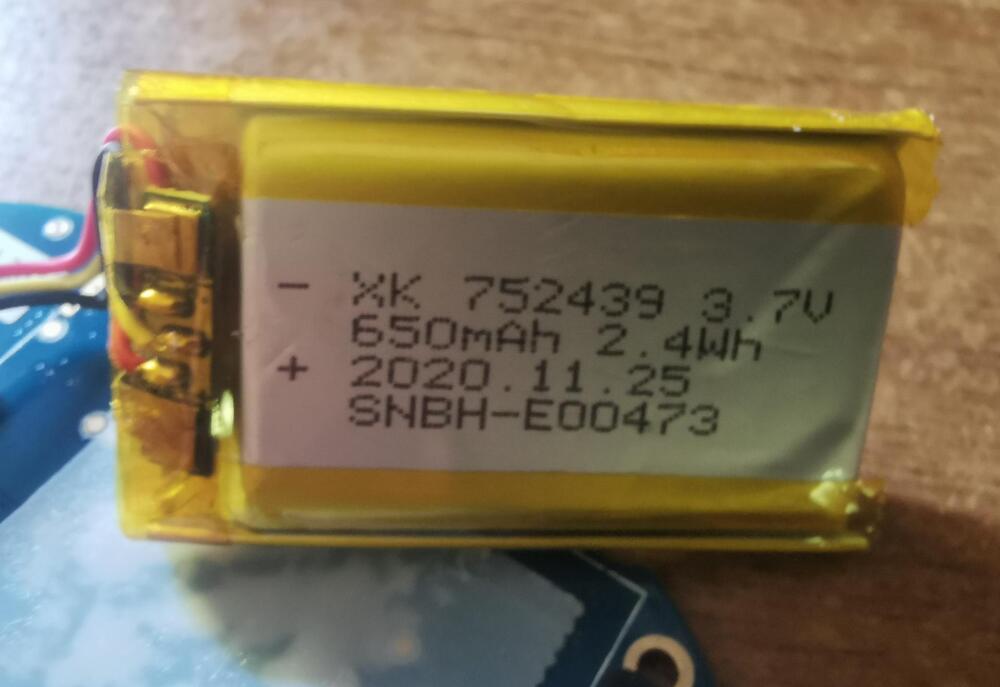 - XK 752439 3.7V
650mAh 2.4Wh
+ 2020.11.25
SNBH-E00473